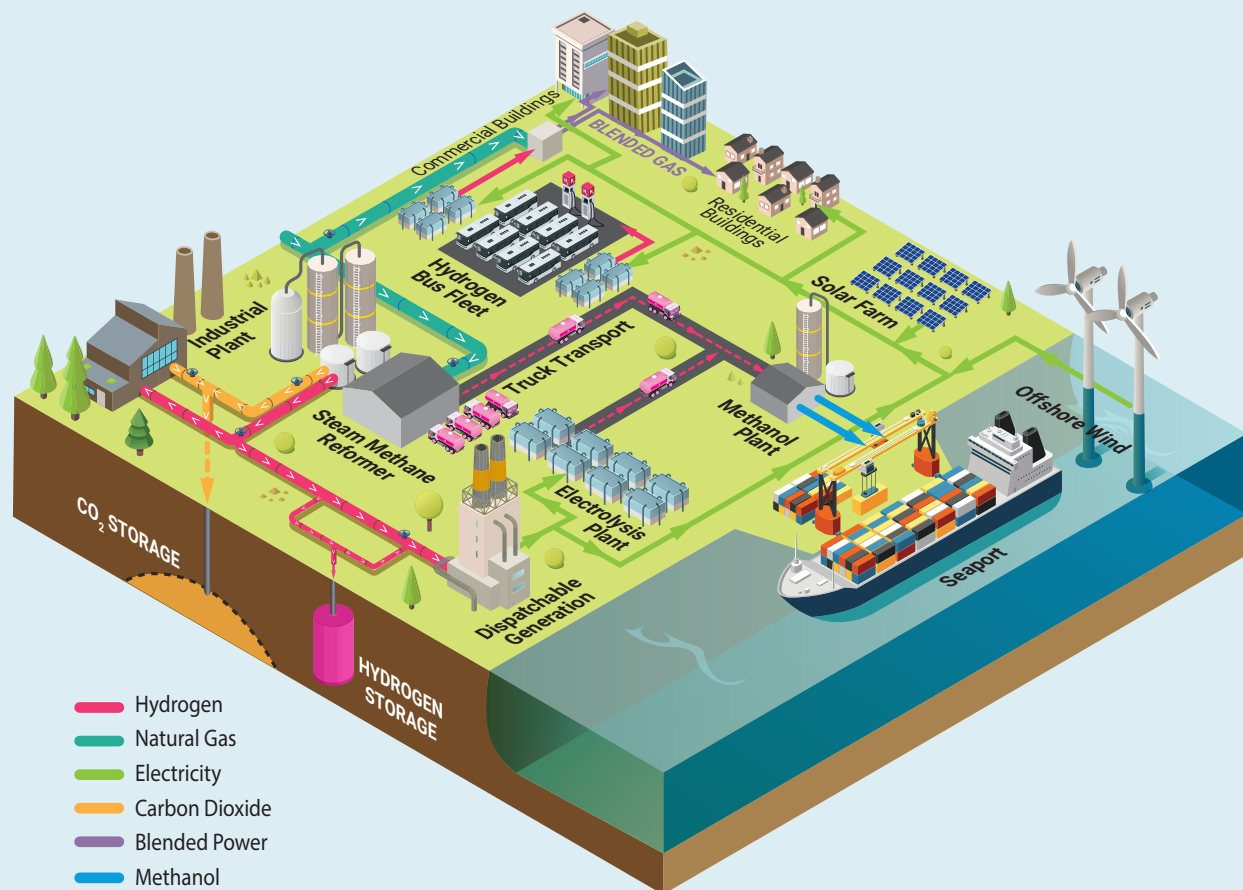 Commercial Buildings
BLENDED GAS
Residential
Buildings
Hydrogen
Bus Fleet
Solar Farm
Industrial
Plant
Truck Transport
Offshore Wind
Steam Methane
Reformer
Methanol
Plant
Electrolysis
Plant
Seaport
Dispatchable
Generation
CO₂ STORAGE
HYDROGEN
STORAGE
Hydrogen
Natural Gas
Electricity
Carbon Dioxide
Blended Power
Methanol